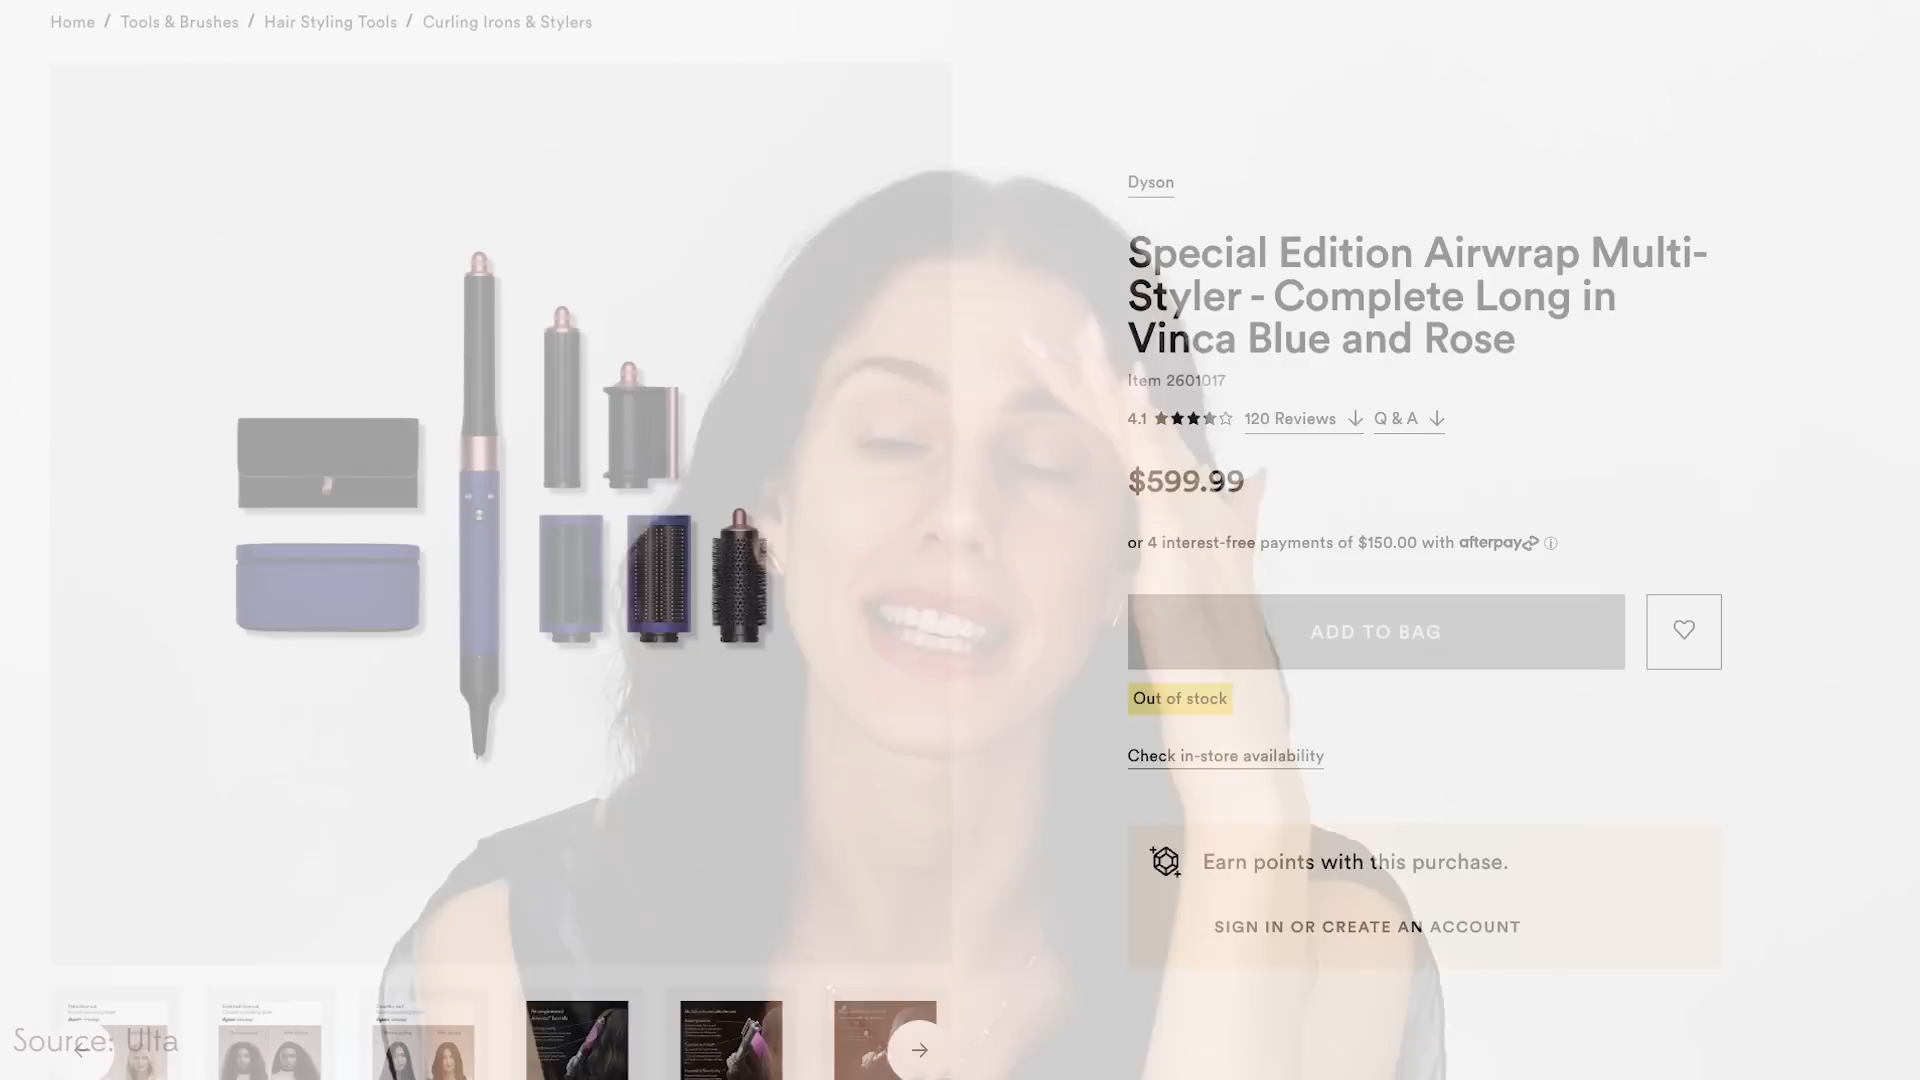 Home / Tools & Brushes / Hair Styling Tools / Curling Irons & Stylers
Dyson
Special Edition Airwrap Multi-
Styler - Complete Long in
Vinca Blue and Rose
Item 2601017
4.1 120 Reviews Q & A
$599.99
or 4 interest-free payments of $150.00 with afterpay
ADD TO BAG
Out of stock
Check in-store availability
Earn points with this purchase.
SIGN IN OR CREATE AN ACCOUNT
Source: Ulta